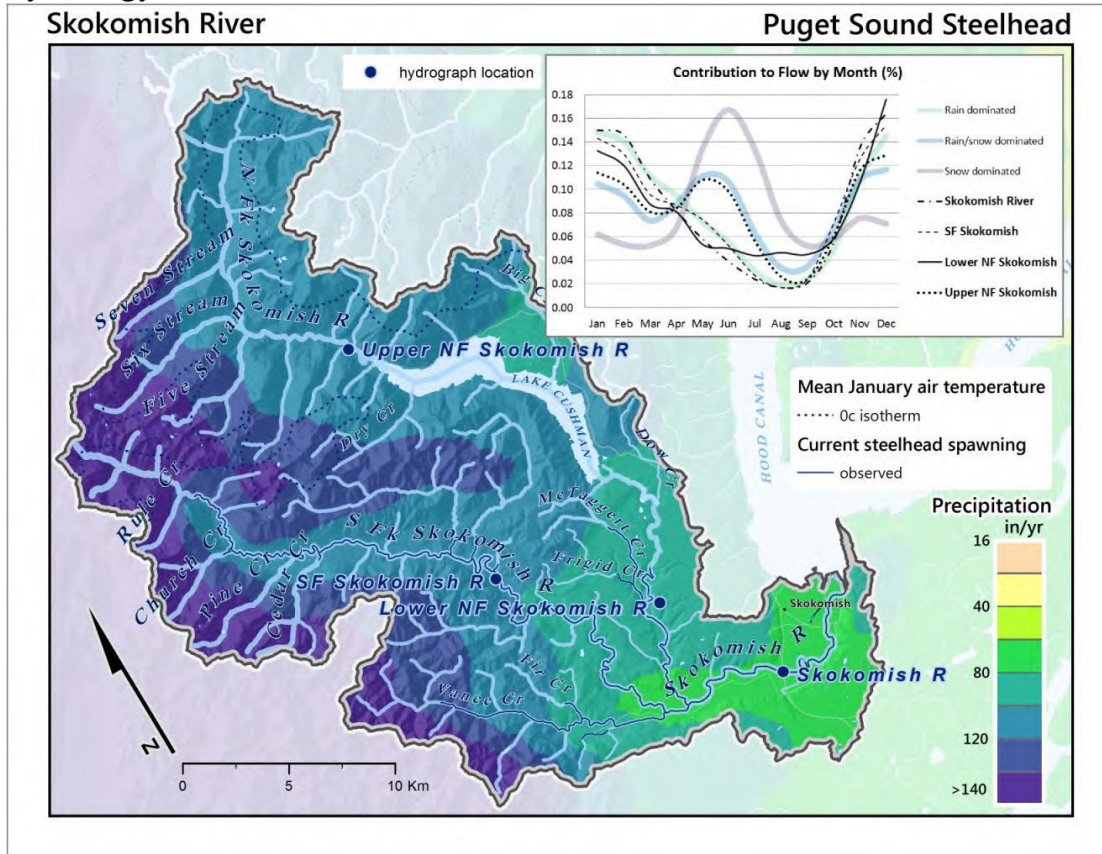 Skokomish River
Puget Sound Steelhead
hydrograph location
Contribution to Flow by Month (%)
0.18
0.16
0.14
0.12
0.10
0.08
0.06
0.04
0.02
0.00
Jan Feb Mar Apr May Jun Jul Aug Sep Oct Nov Dec
Rain dominated
Rain/snow dominated
Snow dominated
Skokomish River
SF Skokomish
Lower NF Skokomish
Upper NF Skokomish
N Fk Skokomish R
Seven Stream
Six Stream
Five Stream
Big
Upper NF Skokomish R
LAKE CUSHMAN
Dry Cr
Dow Cr
HOOD CANAL
Mean January air temperature
0c isotherm
Current steelhead spawning
observed
McTaggert Cr
Rule Cr
Church Cr
Pine Cr
Cedar Cr
S Fk Skokomish R
Frigid Cr
SF Skokomish R
Lower NF Skokomish R
Skokomish
Skokomish R
Skokomish R
Fir Cr
Vance Cr
Precipitation
in/yr
16
40
80
120
>140
N
0 5 10 Km